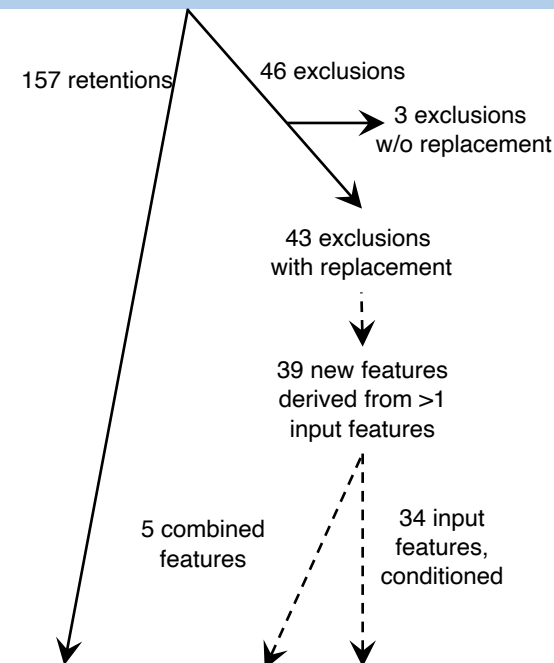 157 retentions
46 exclusions
3 exclusions
w/o replacement
43 exclusions
with replacement
39 new features
derived from >1
input features
5 combined
features
34 input
features,
conditioned